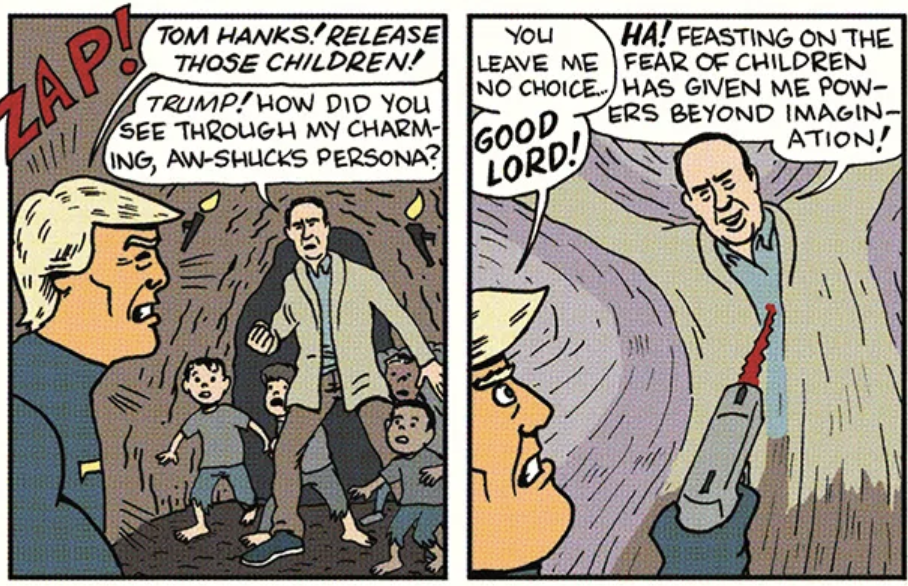 ZAP!
TOM HANKS! RELEASE
THOSE CHILDREN!
TRUMP! HOW DID YOU
SEE THROUGH MY CHARM-
ING, AW-SHUCKS PERSONA?
YOU
LEAVE ME
NO CHOICE...
GOOD
LORD!
HA! FEASTING ON THE
FEAR OF CHILDREN
HAS GIVEN ME POW-
ERS BEYOND IMAGIN-
ATION!